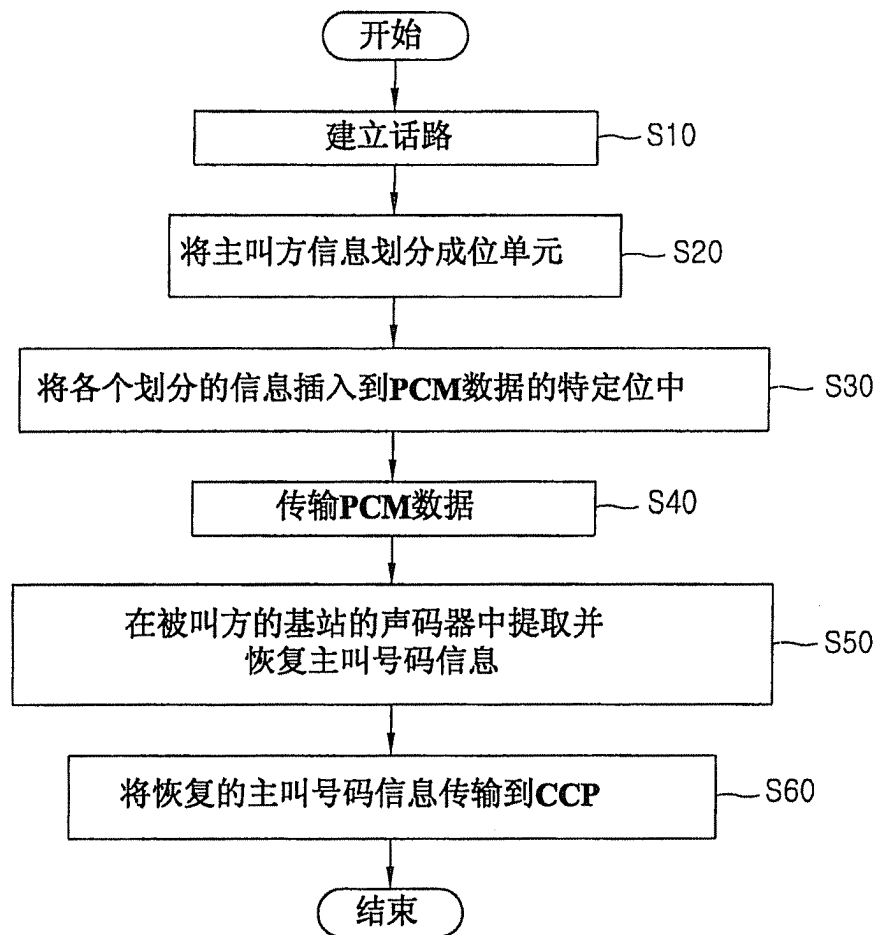 开始
建立话路
S10
将主叫方信息划分成位单元
S20
将各个划分的信息插入到PCM数据的特定位中
S30
传输PCM数据
S40
在被叫方的基站的声码器中提取并
恢复主叫号码信息
S50
将恢复的主叫号码信息传输到CCP
S60
结束